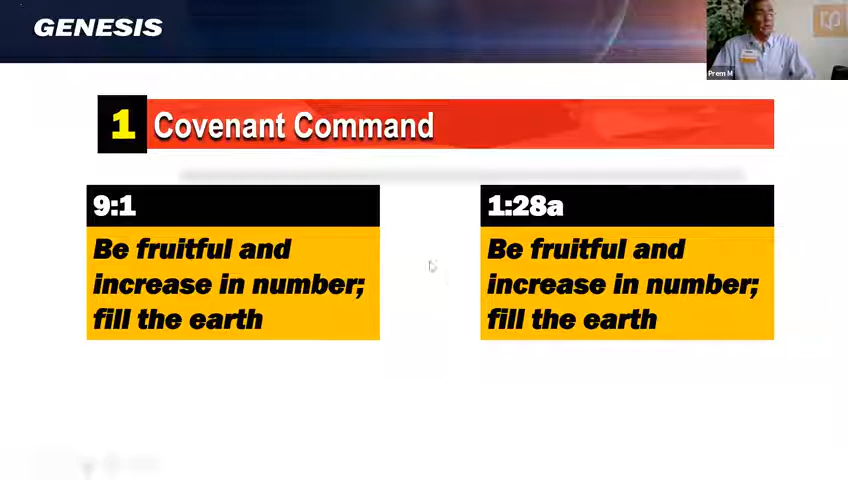 GENESIS
rp
Prem M
1 Covenant Command
9:1
Be fruitful and
increase in number;
fill the earth
1:28a
Be fruitful and
increase in number;
fill the earth